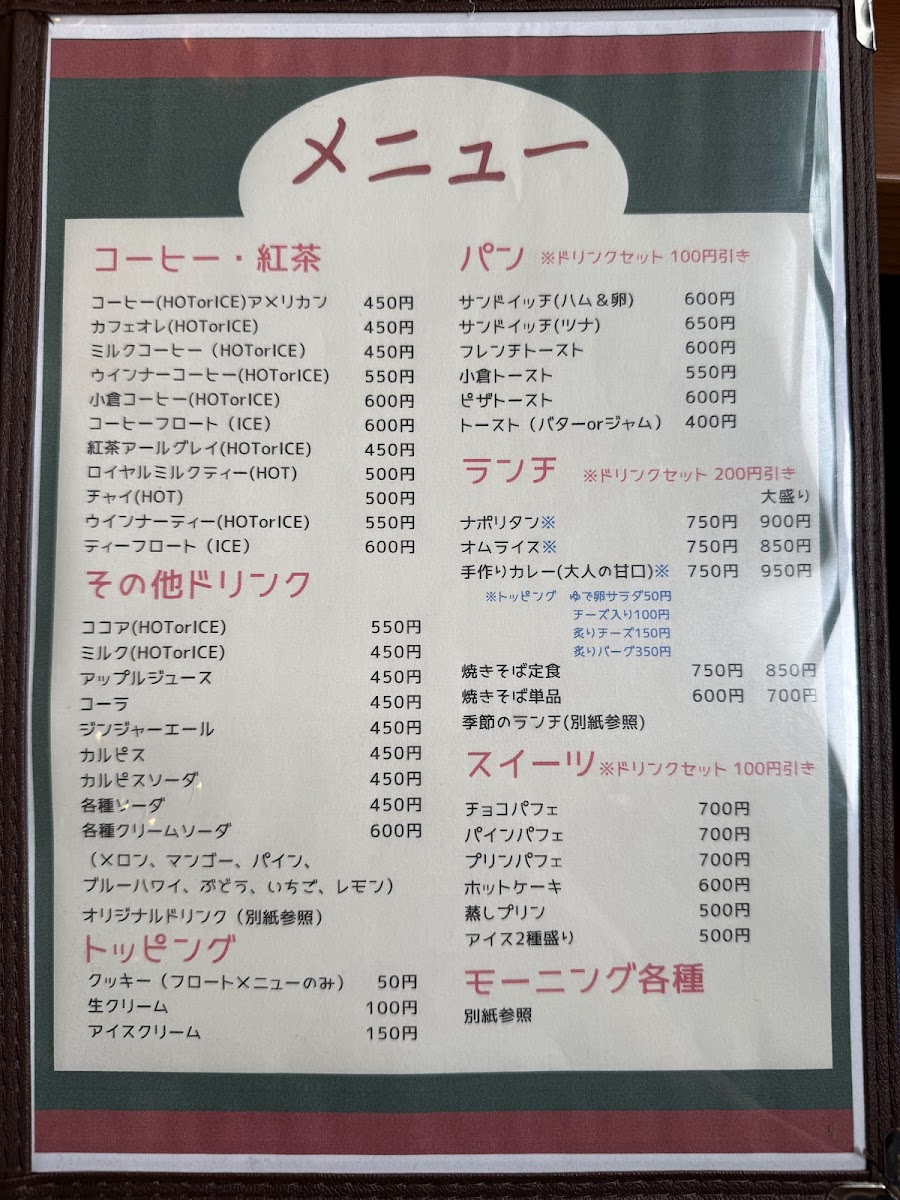 メニュー
コーヒー・紅茶
コーヒー(HOTorICE)アメリカン 450円
カフェオレ(HOTorICE) 450円
ミルクコーヒー(HOTorICE) 450円
ウインナーコーヒー(HOTorICE) 550円
小倉コーヒー(HOTorICE) 600円
コーヒーフロート(ICE) 600円
紅茶アールグレイ(HOTorICE) 450円
ロイヤルミルクティー(HOT) 500円
チャイ(HOT) 500円
ウインナーティー(HOTorICE) 550円
ティーフロート(ICE) 600円
その他ドリンク
ココア(HOTorICE) 550円
ミルク(HOTorICE) 450円
アップルジュース 450円
コーラ 450円
ジンジャーエール 450円
カルピス 450円
カルピスソーダ 450円
各種ソーダ 450円
各種クリームソーダ 600円
(メロン、マンゴー、パイン、
ブルーハワイ、ぶどう、いちご、レモン)
オリジナルドリンク(別紙参照)
トッピング
クッキー(フロートメニューのみ) 50円
生クリーム 100円
アイスクリーム 150円
パン ※ドリンクセット 100円引き
サンドイッチ(ハム＆卵) 600円
サンドイッチ(ツナ) 650円
フレンチトースト 600円
小倉トースト 550円
ピザトースト 600円
トースト(バターorジャム) 400円
ランチ ※ドリンクセット 200円引き
大盛り
ナポリタン※ 750円 900円
オムライス※ 750円 850円
手作りカレー(大人の甘口)※ 750円 950円
※トッピング ゆで卵サラダ50円
チーズ入り100円
炙りチーズ150円
炙りバーグ350円
焼きそば定食 750円 850円
焼きそば単品 600円 700円
季節のランチ(別紙参照)
スイーツ ※ドリンクセット 100円引き
チョコパフェ 700円
パインパフェ 700円
プリンパフェ 700円
ホットケーキ 600円
蒸しプリン 500円
アイス2種盛り 500円
モーニング各種
別紙参照